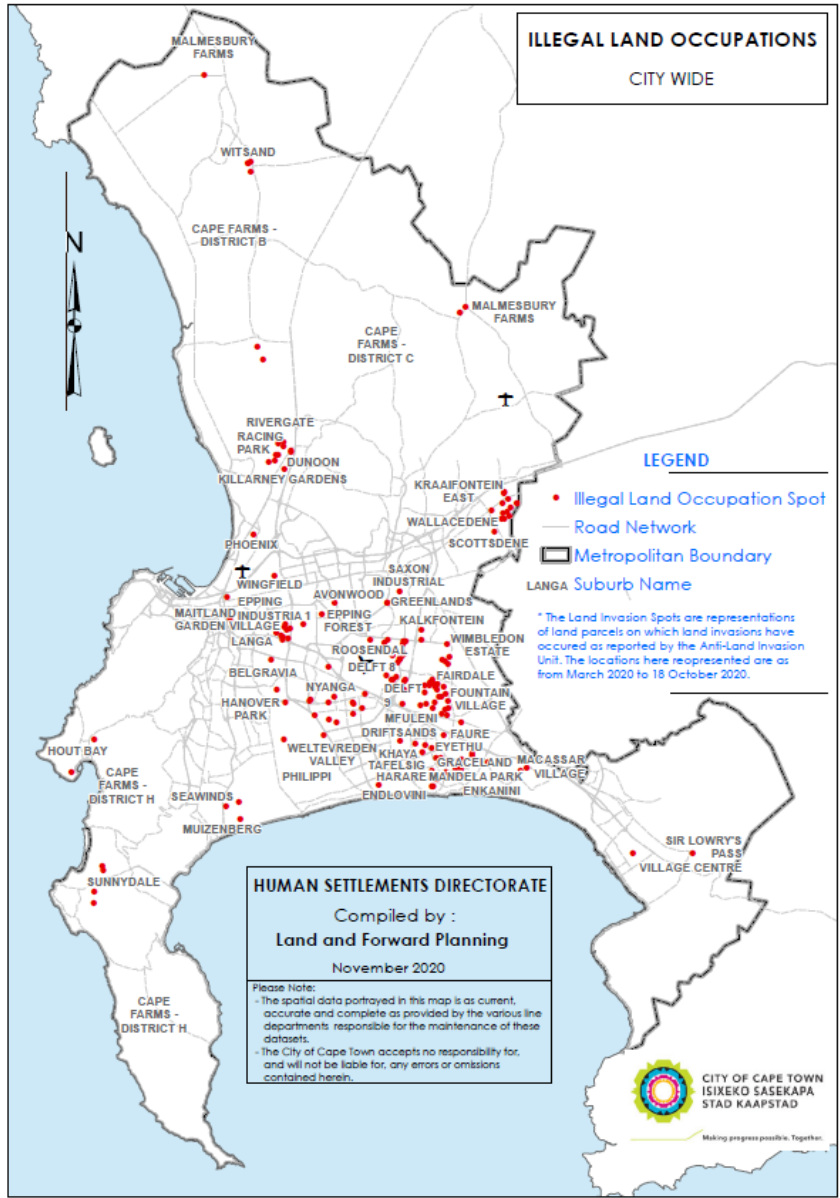 ILLEGAL LAND OCCUPATIONS
CITY WIDE
MALMESBURY
FARMS
WITSAND
CAPE FARMS -
DISTRICT B
N
MALMESBURY
FARMS
CAPE
FARMS -
DISTRICT C
RIVERGATE
RACING
PARK
DUNOON
KILLARNEY GARDENS
KRAAIFONTEIN
EAST
WALLACEDENE
SCOTTSDENE
LEGEND
Illegal Land Occupation Spot
Road Network
Metropolitan Boundary
LANGA Suburb Name
* The Land Invasion Spots are representations
of land parcels on which land invasions have
occured as reported by the Anti-Land Invasion
Unit. The locations here reopresented are as
from March 2020 to 18 October 2020.
PHOENIX
WINGFIELD
SAXON
INDUSTRIAL
EPPING
INDUSTRIA 1
AVONWOOD
GREENLANDS
MAITLAND
GARDEN VILLAGE
EPPING
FOREST
KALKFONTEIN
LANGA
ROOSENDAL
WIMBLEDON
ESTATE
BELGRAVIA
DELFT 8
FAIRDALE
NYANGA
DELFT
9
FOUNTAIN
VILLAGE
HANOVER
PARK
MFULENI
DRIFTSANDS
FAURE
WELTEVREDEN
VALLEY
KHAYA
EYETHU
HOUT BAY
TAFELSIG
GRACELAND
MACASSAR
VILLAGE
PHILIPPI
HARARE
MANDELA PARK
CAPE
FARMS -
DISTRICT H
SEAWINDS
ENDLOVINI
ENKANINI
MUIZENBERG
SIR LOWRY'S
PASS
VILLAGE CENTRE
SUNNYDALE
CAPE
FARMS -
DISTRICT H
HUMAN SETTLEMENTS DIRECTORATE
Compiled by :
Land and Forward Planning
November 2020
Please Note:
- The spatial data portrayed in this map is as current,
accurate and complete as provided by the various line
departments responsible for the maintenance of these
datasets.
- The City of Cape Town accepts no responsibility for,
and will not be liable for, any errors or omissions
contained herein.
CITY OF CAPE TOWN
ISIXEKO SASEKAPA
STAD KAAPSTAD
Making progress possible. Together.